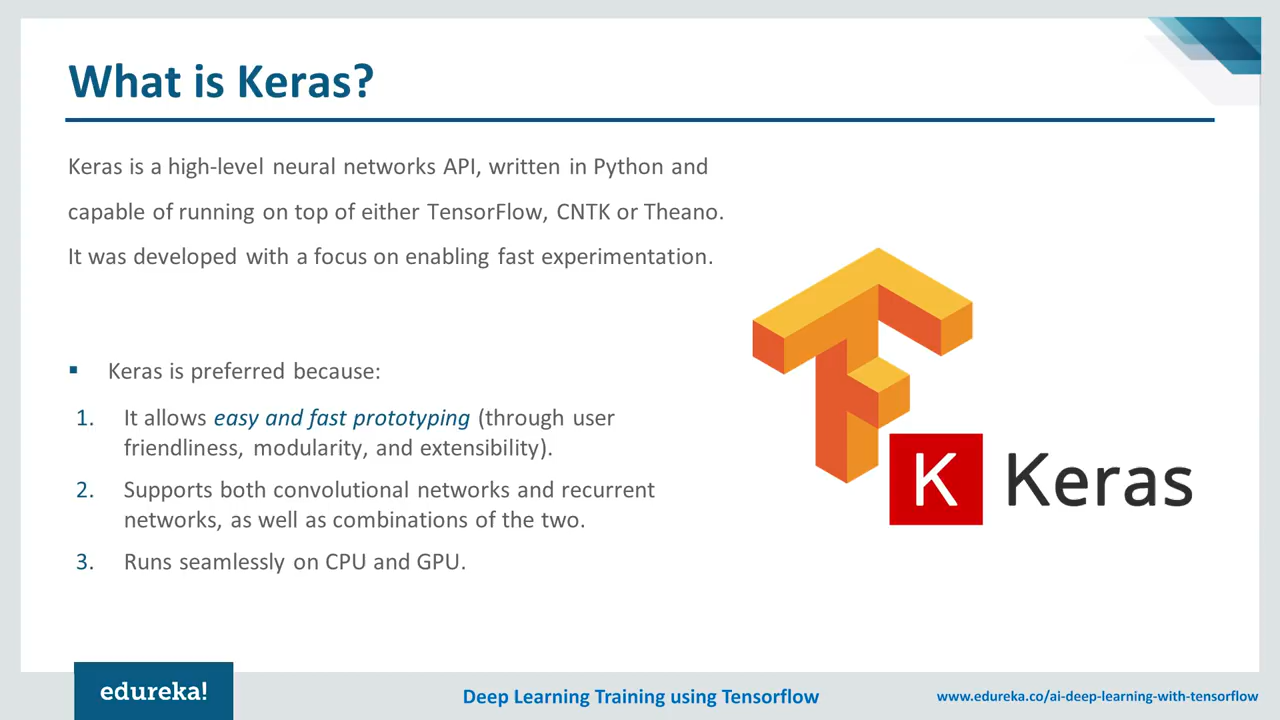 What is Keras?
Keras is a high-level neural networks API, written in Python and
capable of running on top of either TensorFlow, CNTK or Theano.
It was developed with a focus on enabling fast experimentation.
▪ Keras is preferred because:
1. It allows easy and fast prototyping (through user
friendliness, modularity, and extensibility).
2. Supports both convolutional networks and recurrent
networks, as well as combinations of the two.
3. Runs seamlessly on CPU and GPU.
K Keras
edureka!
Deep Learning Training using Tensorflow
www.edureka.co/ai-deep-learning-with-tensorflow